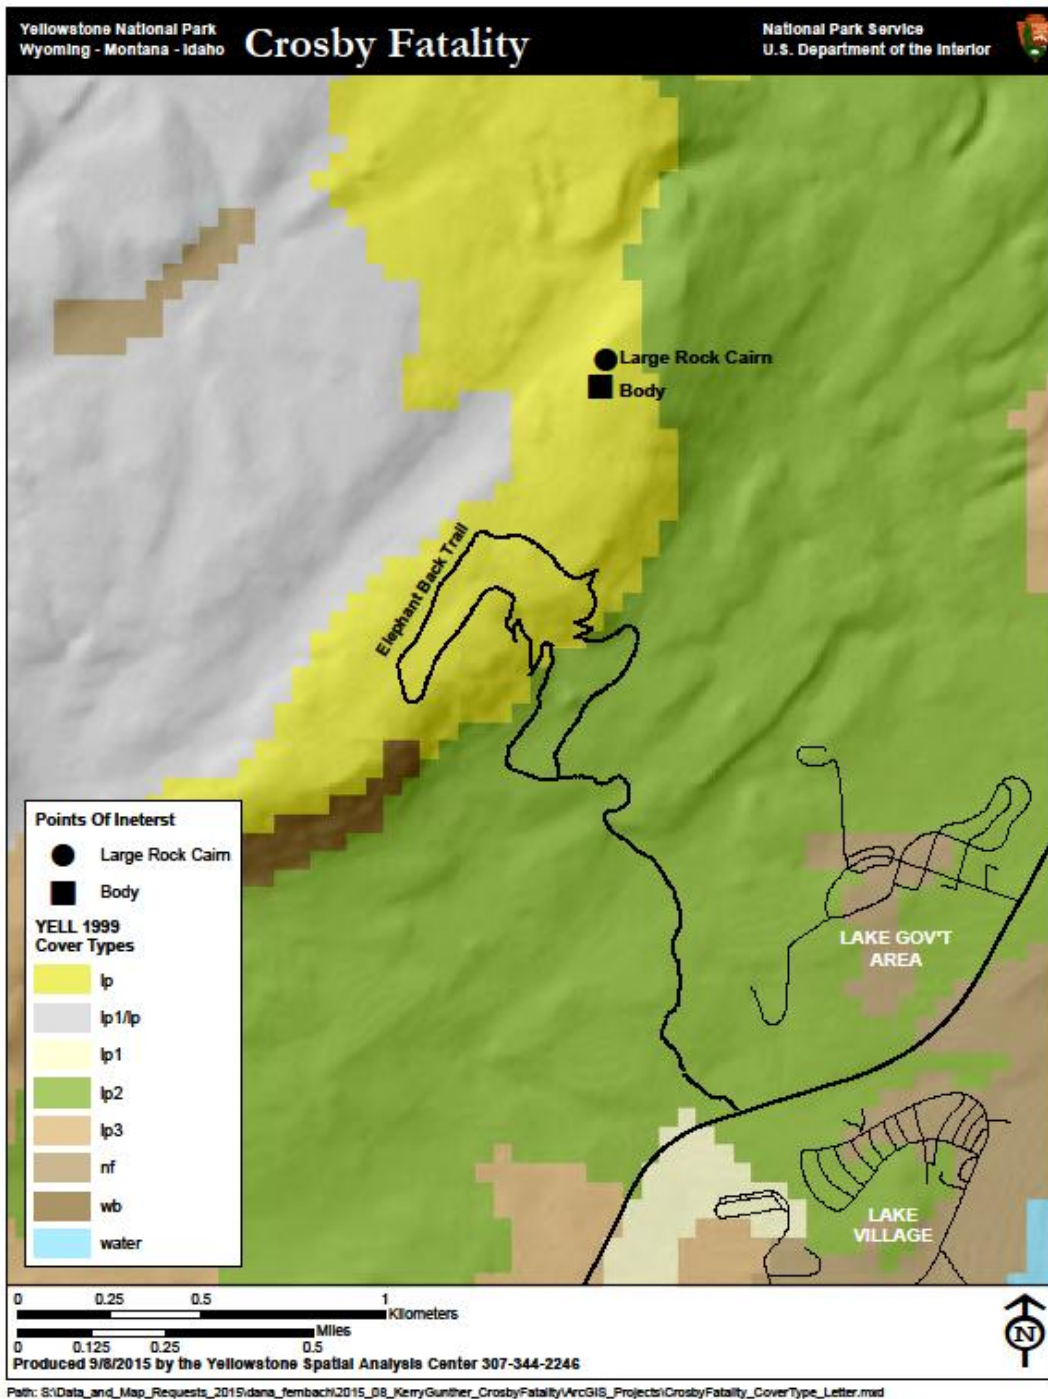 Yellowstone National Park
Wyoming - Montana - Idaho
Crosby Fatality
National Park Service
U.S. Department of the Interior
Large Rock Cairn
Body
Elephant Back Trail
LAKE GOV'T
AREA
LAKE
VILLAGE
Points Of Ineterst
Large Rock Cairn
Body
YELL 1999
Cover Types
lp
lp1/lp
lp1
lp2
lp3
nf
wb
water
0 0.25 0.5 1
Kilometers
Miles
0 0.125 0.25 0.5
N
Produced 9/8/2015 by the Yellowstone Spatial Analysis Center 307-344-2246
Path: S:\Data_and_Map_Requests_2015\dana_fernbach\2015_08_KerryGunther_CrosbyFatality\ArcGIS_Projects\CrosbyFatality_CoverType_Letter.mxd